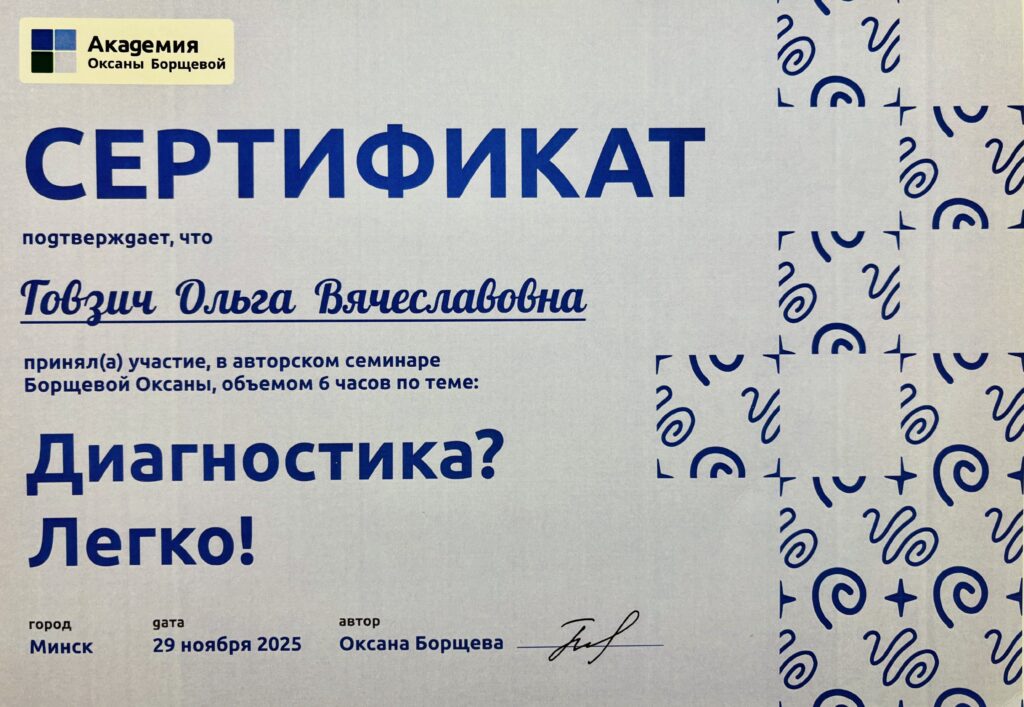 Академия
Оксаны Борщевой
СЕРТИФИКАТ
подтверждает, что
Говзич Ольга Вячеславовна
принял(а) участие, в авторском семинаре
Борщевой Оксаны, объемом 6 часов по теме:
Диагностика?
Легко!
город дата автор
Минск 29 ноября 2025 Оксана Борщева